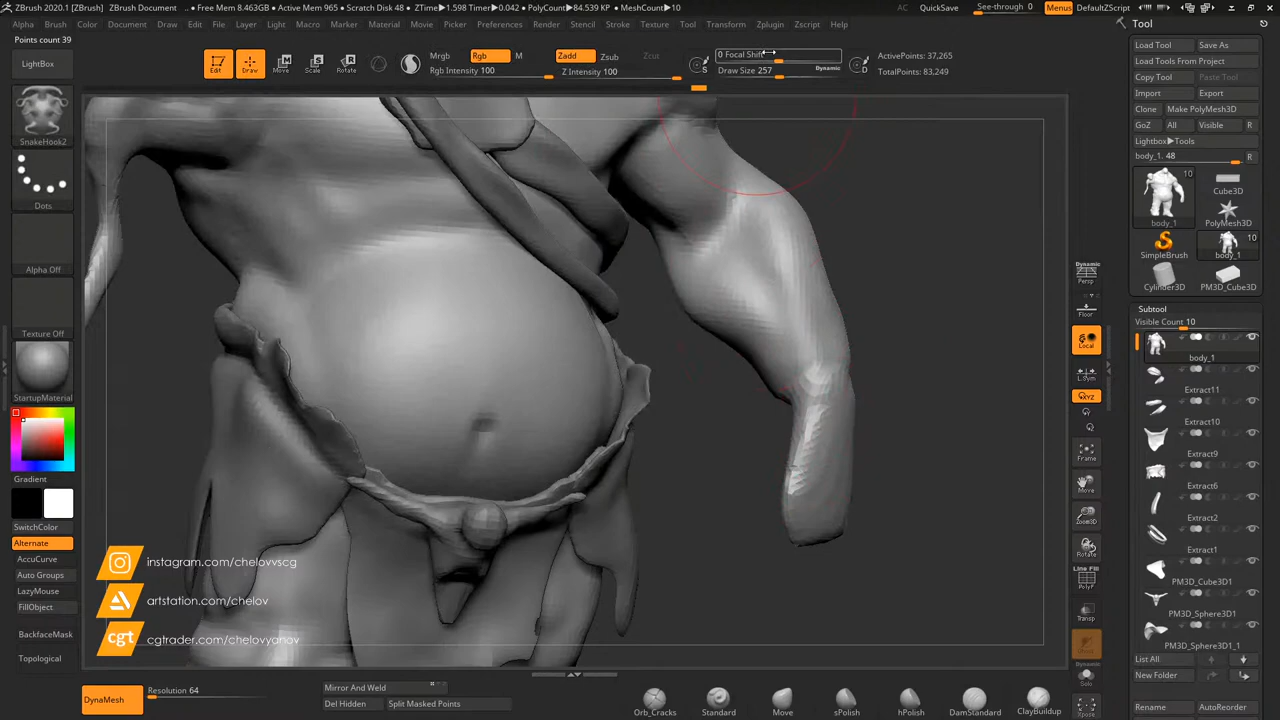 ZBrush 2020.1 [ZBrush]
ZBrush Document
• Free Mem 8.463GB • Active Mem 965 • Scratch Disk 48 • ZTime▶1.598 Timer▶0.042 • PolyCount▶84.539 KP • MeshCount▶10
AC
QuickSave
See-through 0
Menus
DefaultZScript
Alpha
Brush
Color
Document
Draw
Edit
File
Layer
Light
Macro
Marker
Material
Movie
Picker
Preferences
Render
Stencil
Stroke
Texture
Tool
Transform
Zplugin
Zscript
Help
Points count 39
LightBox
Edit
Draw
Move
Scale
Rotate
Mrgb
Rgb
M
Rgb Intensity 100
Zadd
Zsub
Zcut
Z Intensity 100
S
0 Focal Shift
Draw Size 257
Dynamic
D
ActivePoints: 37,265
TotalPoints: 83,249
SnakeHook2
Dots
Alpha Off
Texture Off
StartupMaterial
Gradient
SwitchColor
Alternate
AccuCurve
Auto Groups
LazyMouse
FillObject
BackfaceMask
Topological
instagram.com/chelovvscg
artstation.com/chelov
cgt
cgtrader.com/chelovyanov
DynaMesh
Resolution 64
Mirror And Weld
Del Hidden
Split Masked Points
Orb_Cracks
Standard
Move
sPolish
hPolish
DamStandard
ClayBuildup
Dynamic
Persp
Floor
Local
L.Sym
XYZ
Frame
Move
Zoom3D
Rotate
Line Fill
PolyF
Transp
Dynamic
Solo
Xpose
Tool
Load Tool
Save As
Load Tools From Project
Copy Tool
Paste Tool
Import
Export
Clone
Make PolyMesh3D
GoZ
All
Visible
R
Lightbox▶Tools
body_1. 48
R
10
body_1
Cube3D
PolyMesh3D
SimpleBrush
10
body_1
Cylinder3D
PM3D_Cube3D
Subtool
Visible Count 10
body_1
Extract11
Extract10
Extract9
Extract6
Extract2
Extract1
PM3D_Cube3D1
PM3D_Sphere3D1
PM3D_Sphere3D1_1
List All
New Folder
Rename
AutoReorder